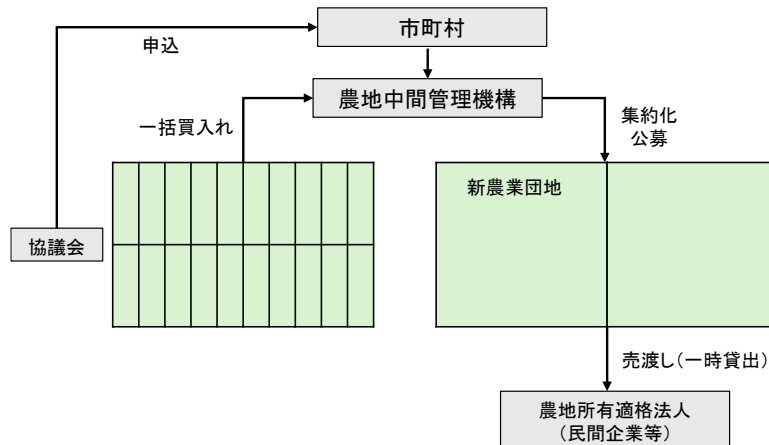 市町村
申込
農地中間管理機構
一括買入れ
集約化
公募
新農業団地
協議会
売渡し(一時貸出)
農地所有適格法人
(民間企業等)